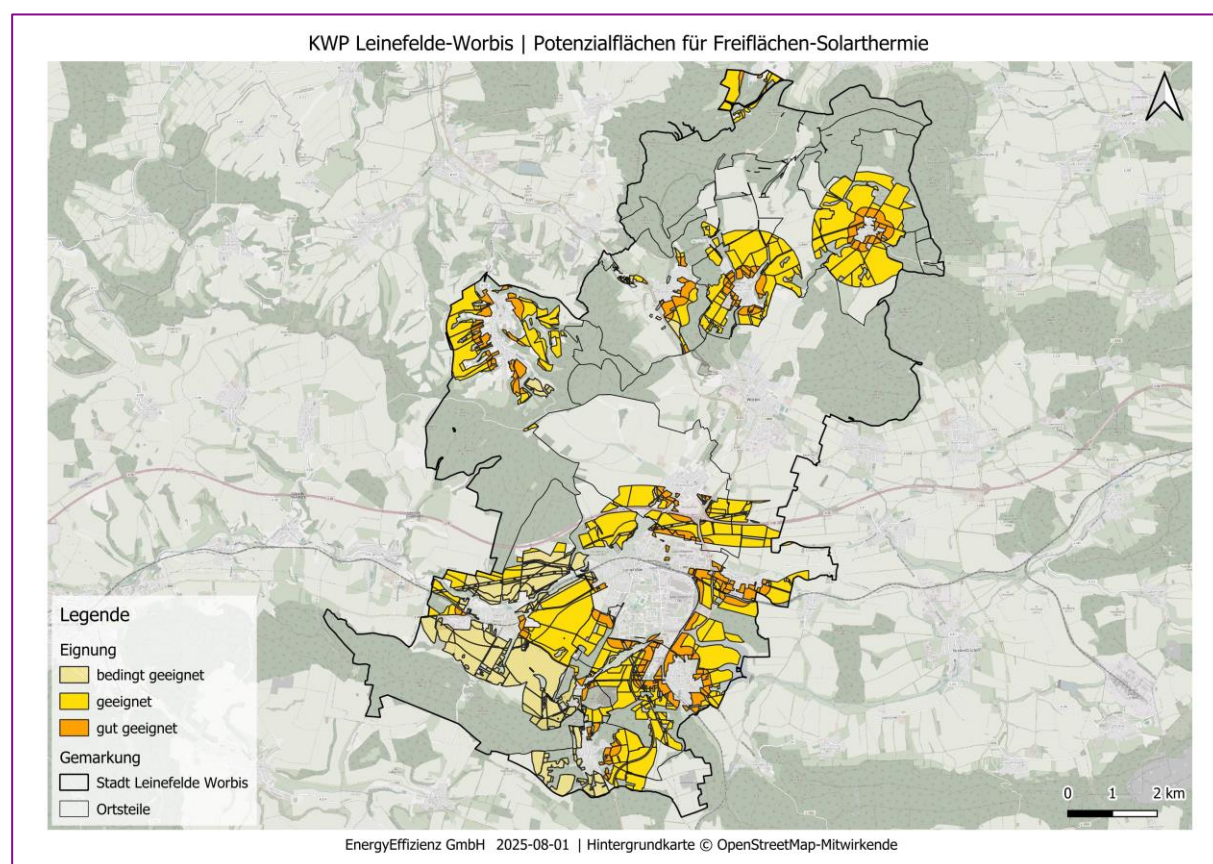 KWP Leinefelde-Worbis | Potenzialflächen für Freiflächen-Solarthermie
Legende
Eignung
bedingt geeignet
geeignet
gut geeignet
Gemarkung
Stadt Leinefelde Worbis
Ortsteile
0 1 2 km
EnergyEffizienz GmbH 2025-08-01 | Hintergrundkarte © OpenStreetMap-Mitwirkende